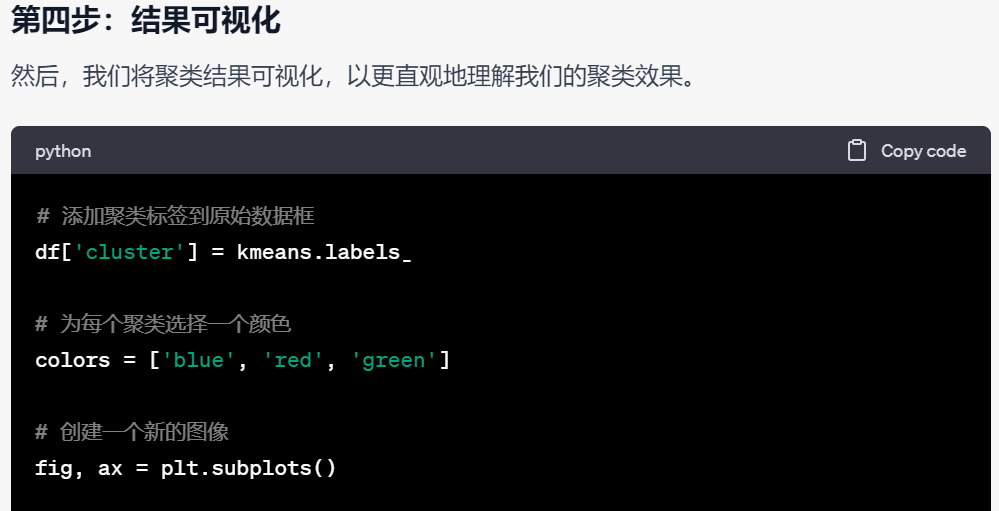 第四步：结果可视化
然后，我们将聚类结果可视化，以更直观地理解我们的聚类效果。
python
Copy code
# 添加聚类标签到原始数据框
df['cluster'] = kmeans.labels_
# 为每个聚类选择一个颜色
colors = ['blue', 'red', 'green']
# 创建一个新的图像
fig, ax = plt.subplots()